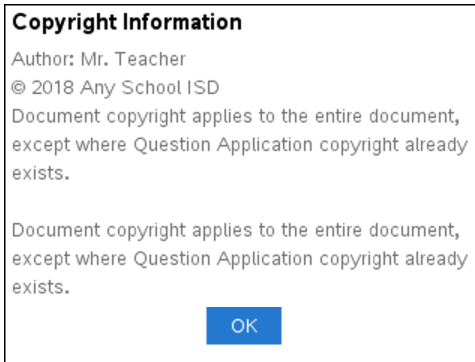 Copyright Information
Author: Mr. Teacher
© 2018 Any School ISD
Document copyright applies to the entire document,
except where Question Application copyright already
exists.
Document copyright applies to the entire document,
except where Question Application copyright already
exists.
OK